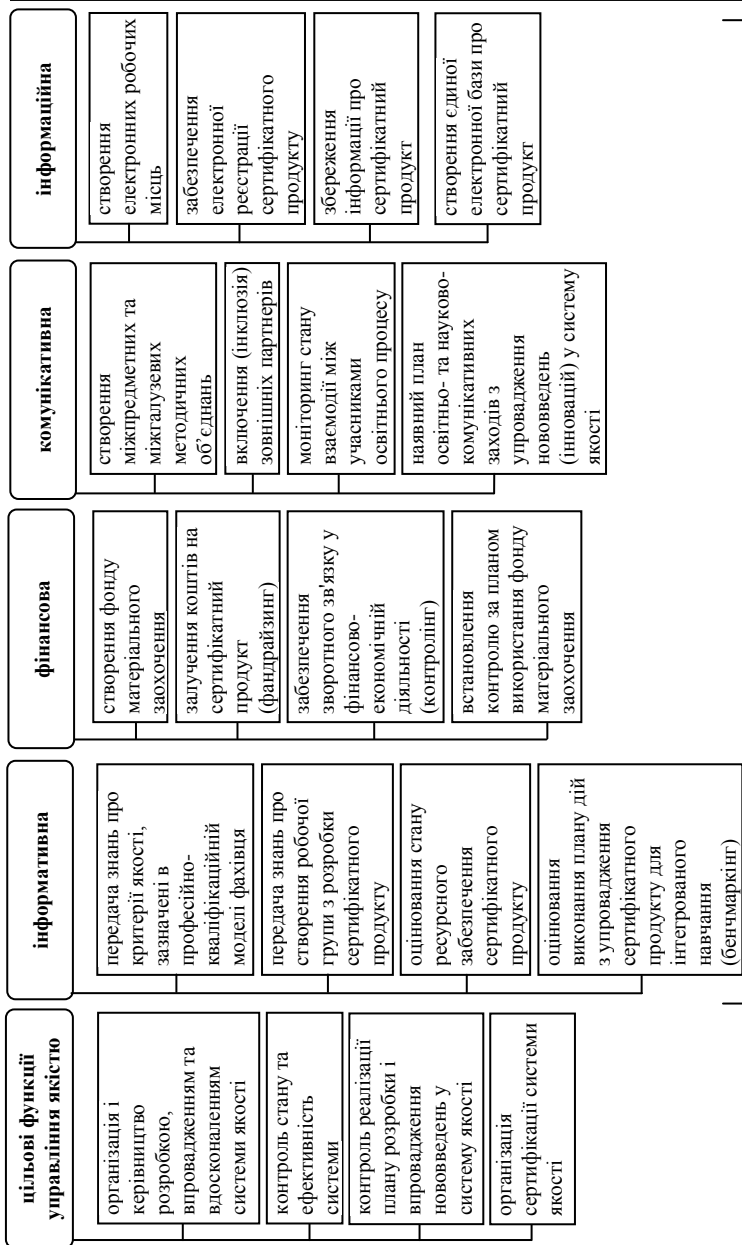 цільові функції
управління якістю
організація і
керівництво
розробкою,
впровадженням та
вдосконаленням
системи якості
контроль стану та
ефективність
системи
контроль реалізації
плану розробки і
впровадження
нововведень у
систему якості
організація
сертифікації системи
якості
інформативна
передача знань про
критерії якості,
зазначені в
професійно-
кваліфікаційній
моделі фахівця
передача знань про
створення робочої
групи з розробки
сертифікатного
продукту
оцінювання стану
ресурсного
забезпечення
сертифікатного
продукту
оцінювання
виконання плану дій
з упровадження
сертифікатного
продукту для
інтегрованого
навчання
(бенчмаркінг)
фінансова
створення фонду
матеріального
заохочення
залучення коштів на
сертифікатний
продукт
(фандрайзинг)
забезпечення
зворотного зв'язку у
фінансово-
економічній
діяльності
(контролінг)
встановлення
контролю за планом
використання фонду
матеріального
заохочення
комунікативна
створення
міжпредметних та
міжгалузевих
методичних
об’єднань
включення (інклюзія)
зовнішніх партнерів
моніторинг стану
взаємодії між
учасниками
освітнього процесу
наявний план
освітньо- та науково-
комунікативних
заходів з
упровадження
нововведень
(інновацій) у систему
якості
інформаційна
створення
електронних робочих
місць
забезпечення
електронної
реєстрації
сертифікатного
продукту
збереження
інформації про
сертифікатний
продукт
створення єдиної
електронної бази про
сертифікатний
продукт